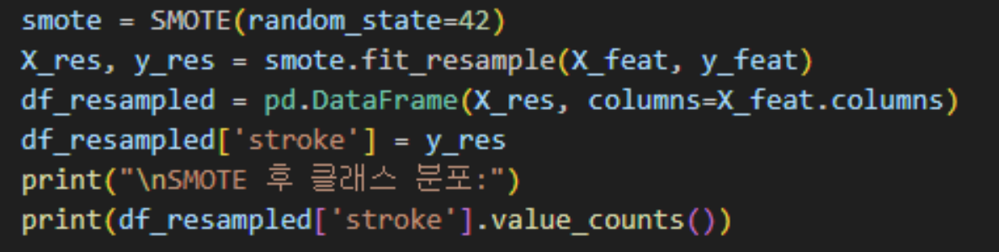 smote = SMOTE(random_state=42)
X_res, y_res = smote.fit_resample(X_feat, y_feat)
df_resampled = pd.DataFrame(X_res, columns=X_feat.columns)
df_resampled['stroke'] = y_res
print("\nSMOTE 후 클래스 분포:")
print(df_resampled['stroke'].value_counts())